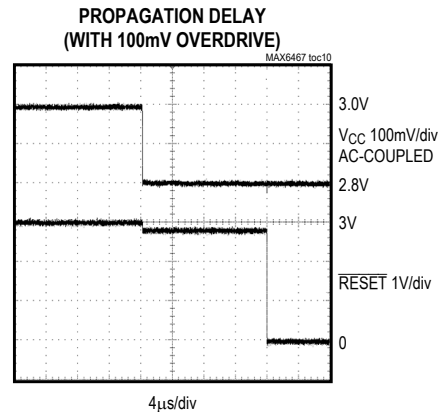 PROPAGATION DELAY
(WITH 100mV OVERDRIVE)
MAX6467 toc10
3.0V
VCC 100mV/div
AC-COUPLED
2.8V
3V
RESET 1V/div
0
4μs/div